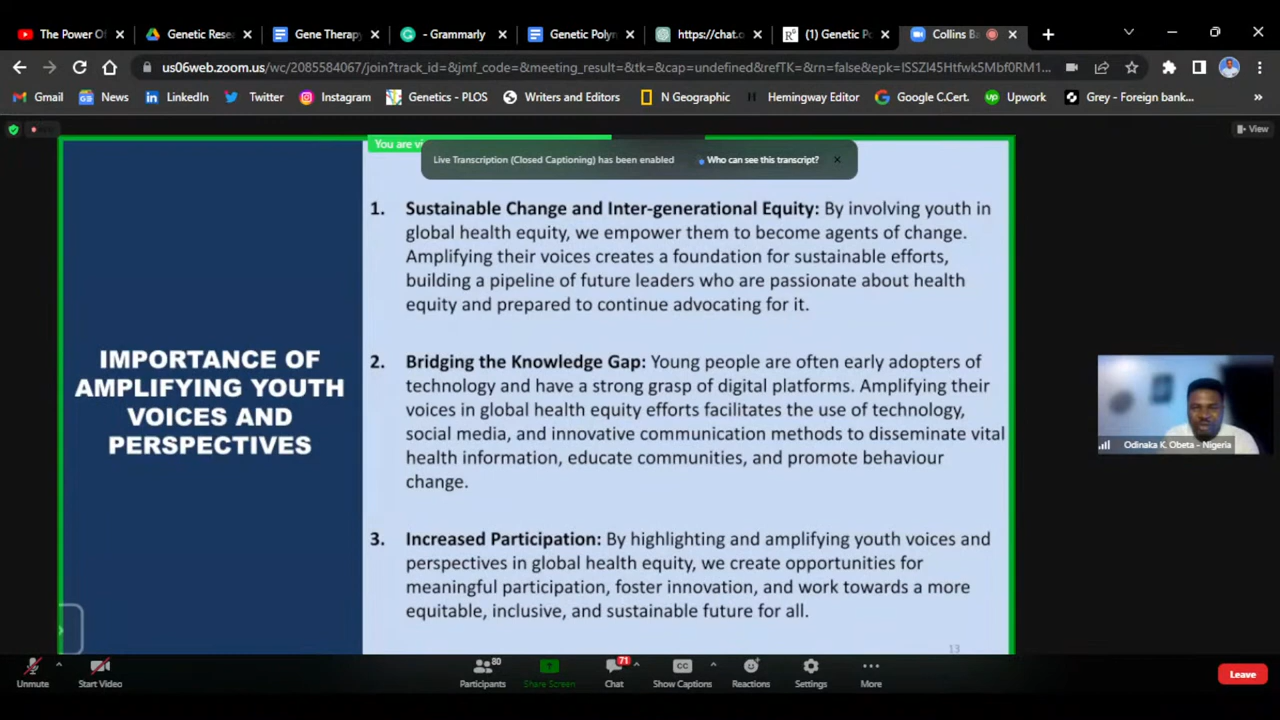 The Power Of
Genetic Resea
Gene Therapy
- Grammarly
Genetic Polyn
https://chat.o
(1) Genetic Po
Collins Ba
us06web.zoom.us/wc/2085584067/join?track_id=&jmf_code=&meeting_result=&tk=&cap=undefined&refTK=&rn=false&epk=ISSZI45Htfwk5Mbf0RM1...
Gmail
News
LinkedIn
Twitter
Instagram
Genetics - PLOS
Writers and Editors
N Geographic
Hemingway Editor
Google C.Cert.
Upwork
Grey - Foreign bank...
View
You are vi
Live Transcription (Closed Captioning) has been enabled
Who can see this transcript?
IMPORTANCE OF
AMPLIFYING YOUTH
VOICES AND
PERSPECTIVES
1. Sustainable Change and Inter-generational Equity: By involving youth in
global health equity, we empower them to become agents of change.
Amplifying their voices creates a foundation for sustainable efforts,
building a pipeline of future leaders who are passionate about health
equity and prepared to continue advocating for it.
2. Bridging the Knowledge Gap: Young people are often early adopters of
technology and have a strong grasp of digital platforms. Amplifying their
voices in global health equity efforts facilitates the use of technology,
social media, and innovative communication methods to disseminate vital
health information, educate communities, and promote behaviour
change.
3. Increased Participation: By highlighting and amplifying youth voices and
perspectives in global health equity, we create opportunities for
meaningful participation, foster innovation, and work towards a more
equitable, inclusive, and sustainable future for all.
13
Odinaka K. Obeta - Nigeria
Unmute
Start Video
80
Participants
Share Screen
71
Chat
CC
Show Captions
Reactions
Settings
More
Leave